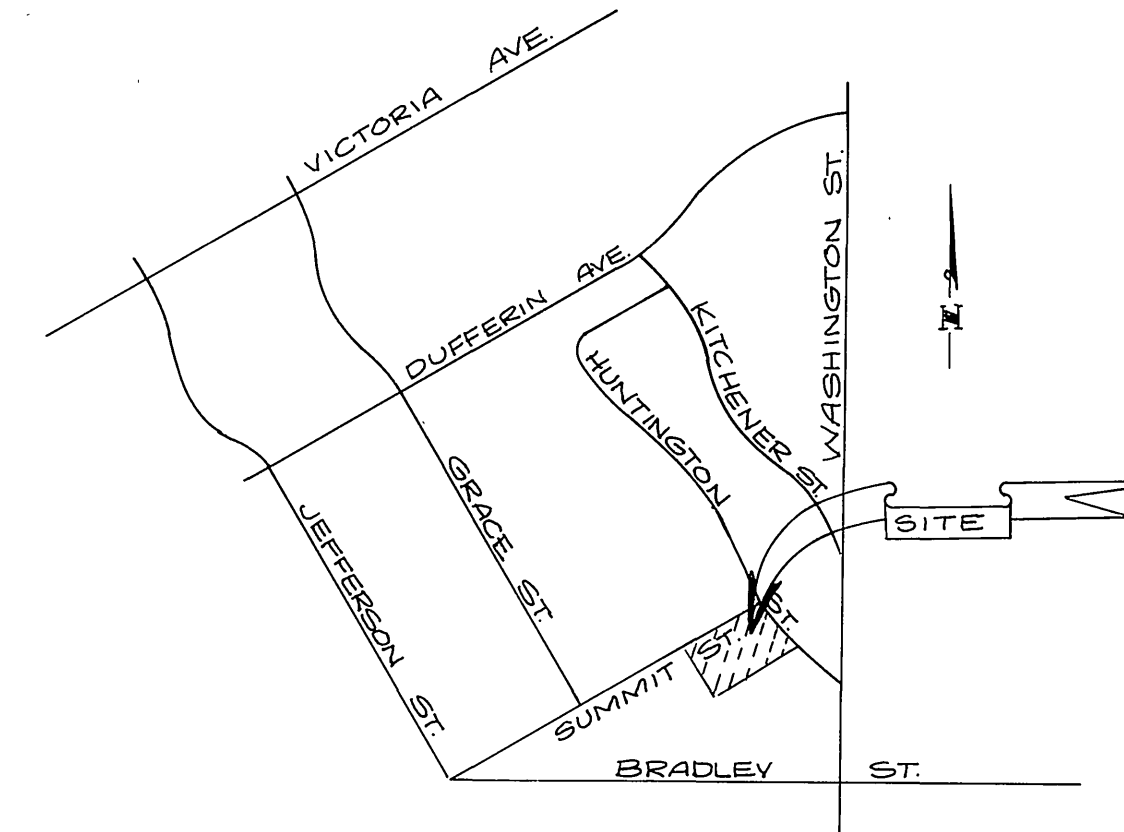 VICTORIA AVE.
DUFFERIN AVE.
WASHINGTON ST.
KITCHENER ST.
HUNTINGTON ST.
N
GRACE ST.
SITE
JEFFERSON ST.
SUMMIT ST.
BRADLEY ST.